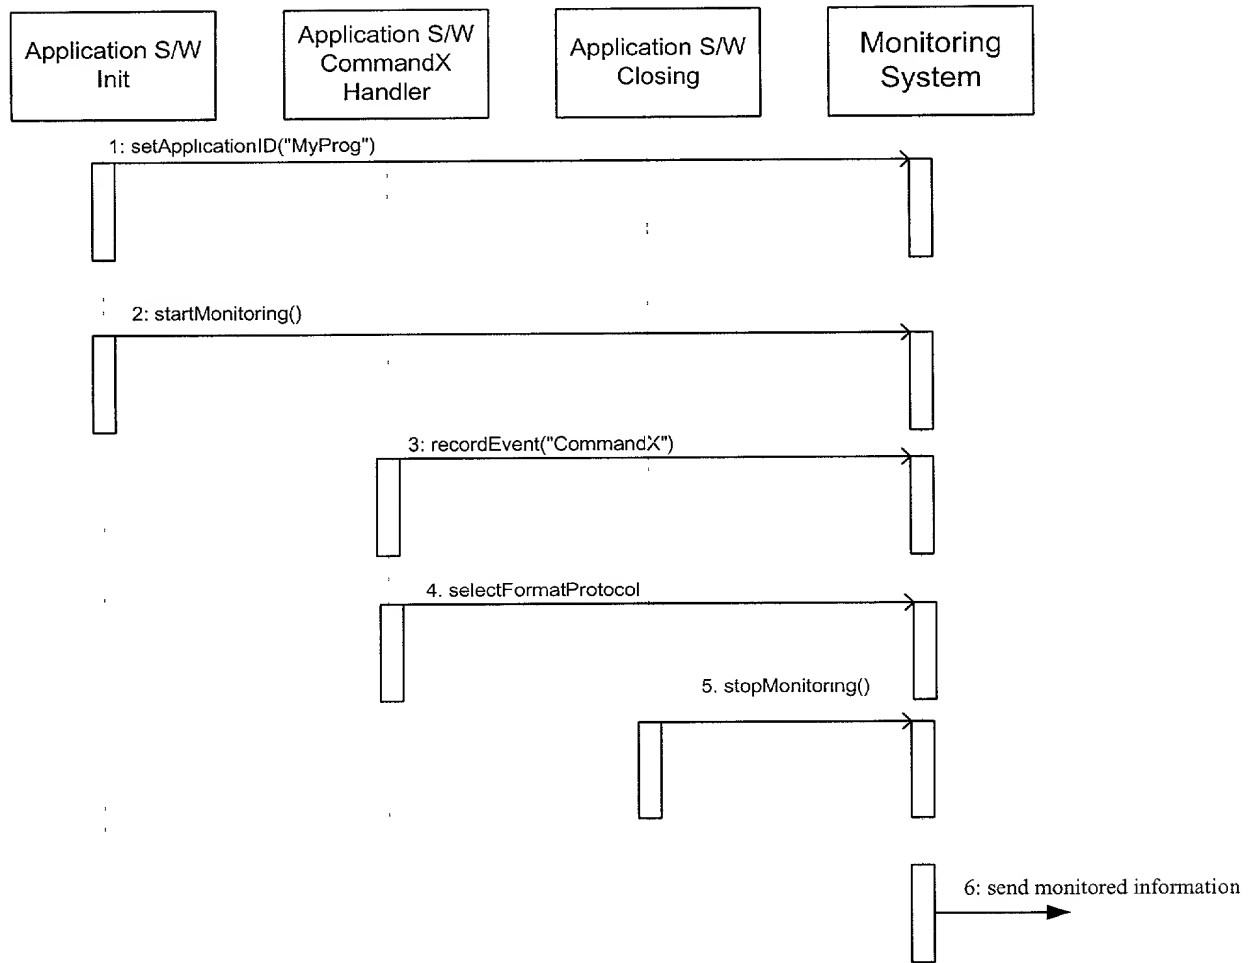 Application S/W
Init
Application S/W
CommandX
Handler
Application S/W
Closing
Monitoring
System
1: setApplicationID("MyProg")
2: startMonitoring()
3: recordEvent("CommandX")
4. selectFormatProtocol
5. stopMonitoring()
6: send monitored information